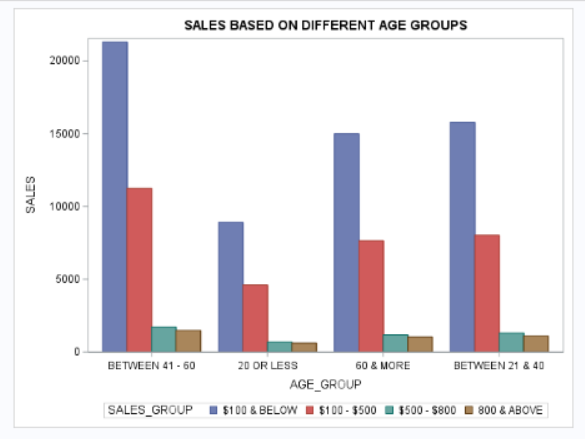 SALES BASED ON DIFFERENT AGE GROUPS
20000
15000
10000
5000
0
SALES
BETWEEN 41 - 60 20 OR LESS 60 & MORE BETWEEN 21 & 40
AGE_GROUP
SALES_GROUP $100 & BELOW $100 - $500 $500 - $800 800 & ABOVE